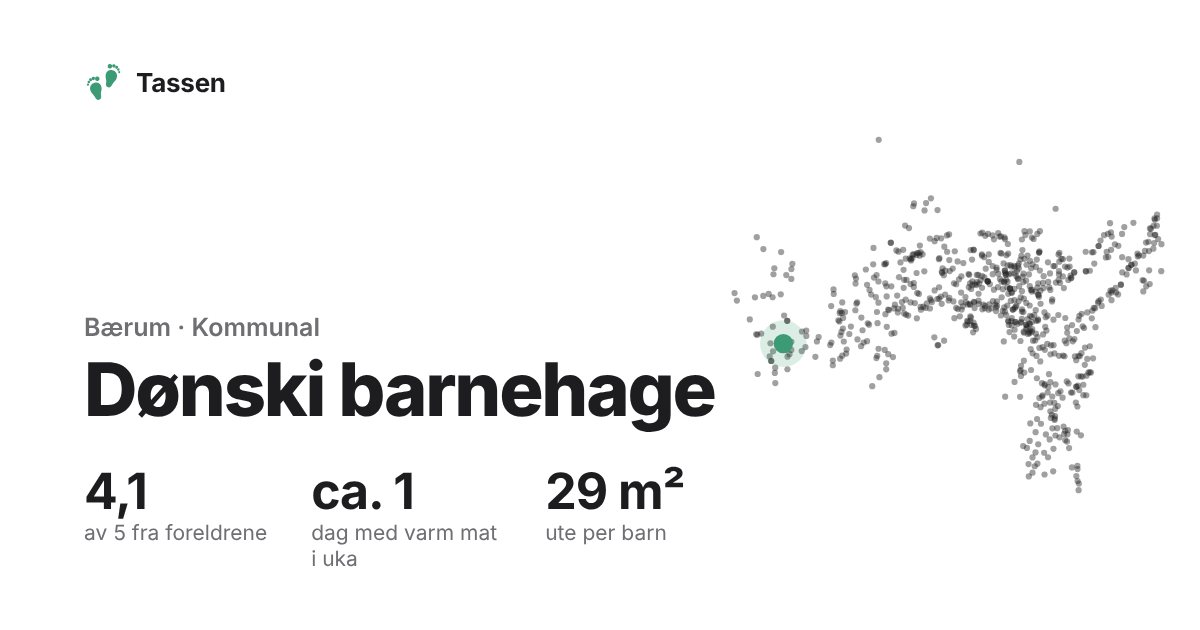 Tassen
Bærum · Kommunal
Dønski barnehage
4,1
av 5 fra foreldrene
ca. 1
dag med varm mat
i uka
29 m²
ute per barn